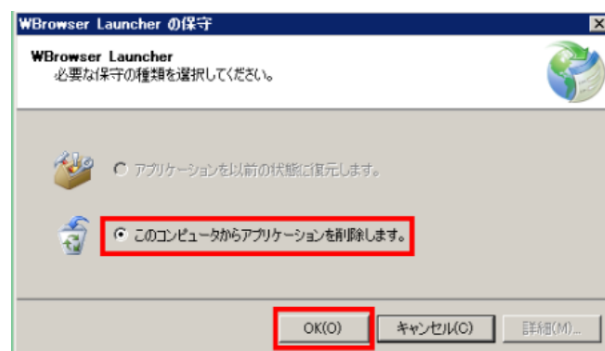 WBrowser Launcher の保守
WBrowser Launcher
必要な保守の種類を選択してください。
アプリケーションを以前の状態に復元します。
このコンピュータからアプリケーションを削除します。
OK(O)
キャンセル(C)
詳細(M)...